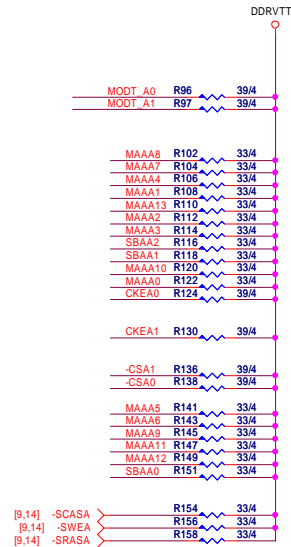 DDRVTT
MODT_A0 R96 39/4
MODT_A1 R97 39/4
MAAA8 R102 33/4
MAAA7 R104 33/4
MAAA4 R106 33/4
MAAA1 R108 33/4
MAAA13 R110 33/4
MAAA2 R112 33/4
MAAA3 R114 33/4
SBAA2 R116 33/4
SBAA1 R118 33/4
MAAA10 R120 33/4
MAAA0 R122 33/4
CKEA0 R124 39/4
CKEA1 R130 39/4
-CSA1 R136 39/4
-CSA0 R138 39/4
MAAA5 R141 33/4
MAAA6 R143 33/4
MAAA9 R145 33/4
MAAA11 R147 33/4
MAAA12 R149 33/4
SBAA0 R151 33/4
[9,14] -SCASA R154 33/4
[9,14] -SWEA R156 33/4
[9,14] -SRASA R158 33/4